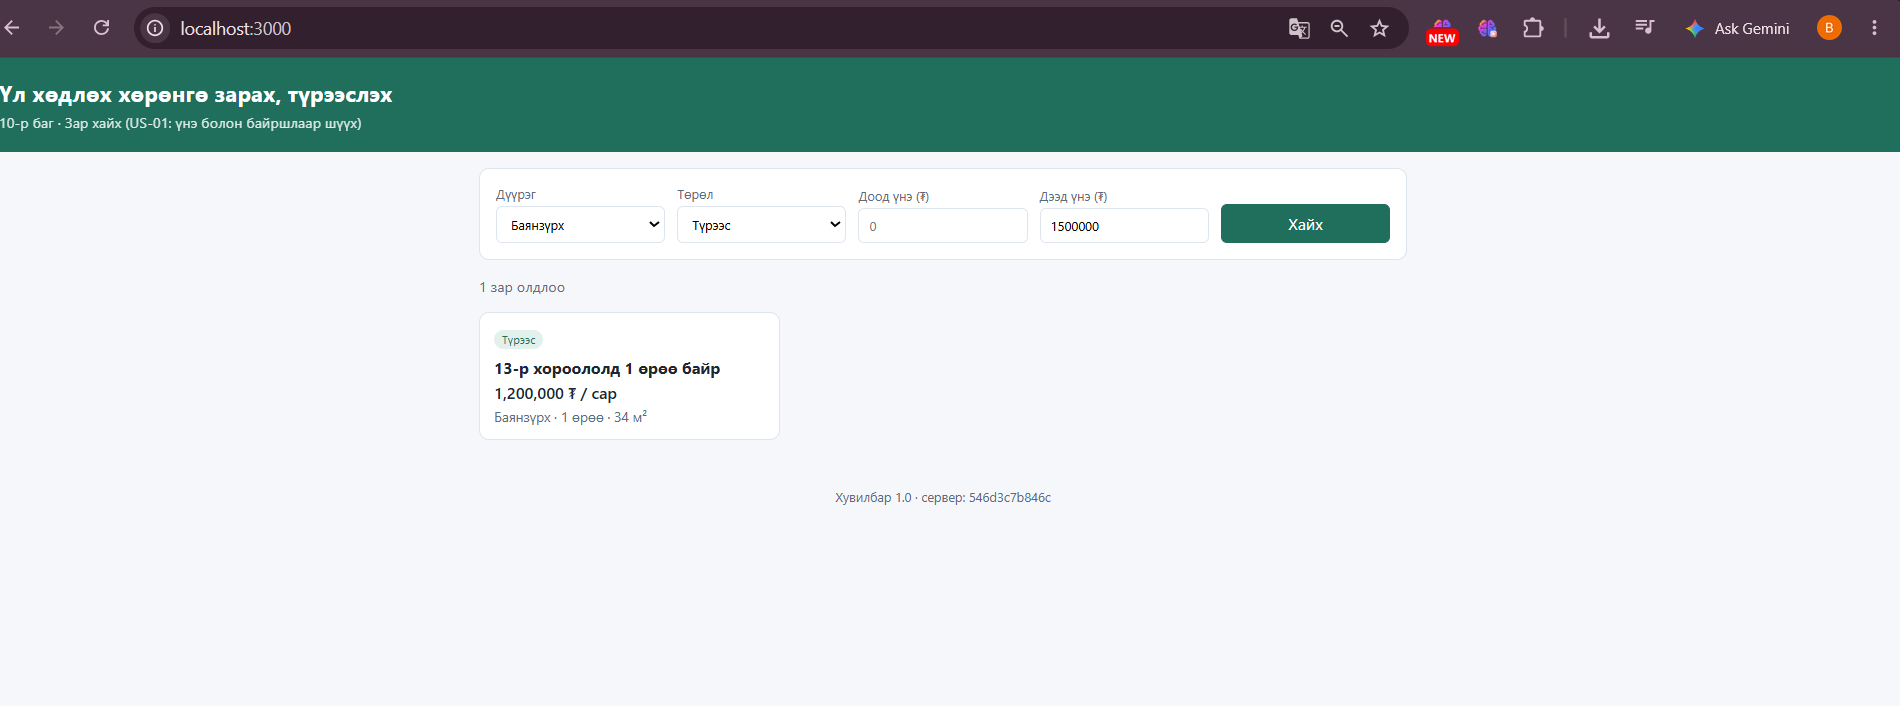 localhost:3000
NEW
Ask Gemini
B
Үл хөдлөх хөрөнгө зарах, түрээслэх
10-р баг · Зар хайх (US-01: үнэ болон байршлаар шүүх)
Дүүрэг
Төрөл
Доод үнэ (₮)
Дээд үнэ (₮)
Баянзүрх
Түрээс
0
1500000
Хайх
1 зар олдлоо
Түрээс
13-р хороололд 1 өрөө байр
1,200,000 ₮ / сар
Баянзүрх · 1 өрөө · 34 м²
Хувилбар 1.0 · сервер: 546d3c7b846c